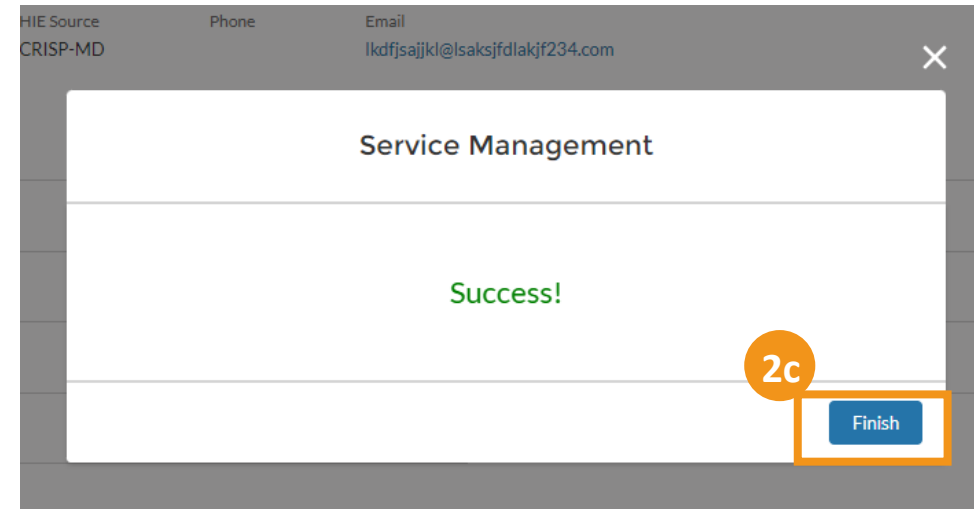 HIE Source Phone Email
CRISP-MD lkdfjsajjkl@lsaksjfdlakjf234.com
Service Management
Success!
2c
Finish